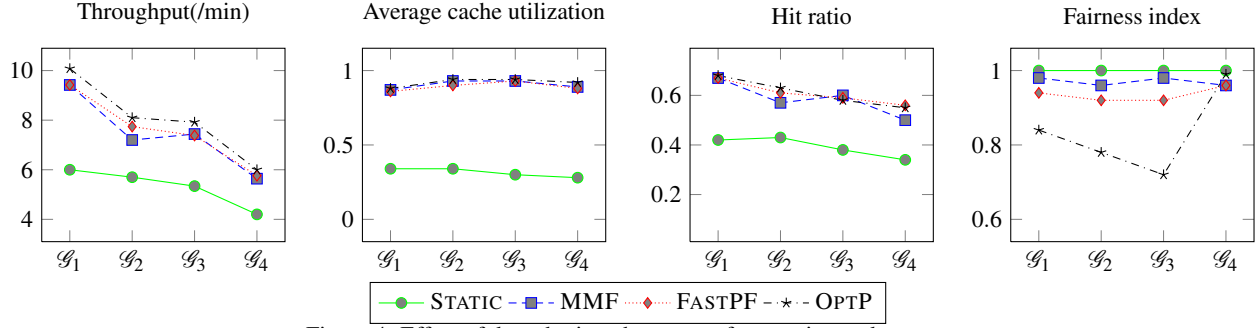 Throughput(/min)
10
8
6
4
𝒢1 𝒢2 𝒢3 𝒢4
Average cache utilization
1
0.5
0
𝒢1 𝒢2 𝒢3 𝒢4
Hit ratio
0.6
0.4
0.2
𝒢1 𝒢2 𝒢3 𝒢4
Fairness index
1
0.8
0.6
𝒢1 𝒢2 𝒢3 𝒢4
STATIC MMF FASTPF OPTP